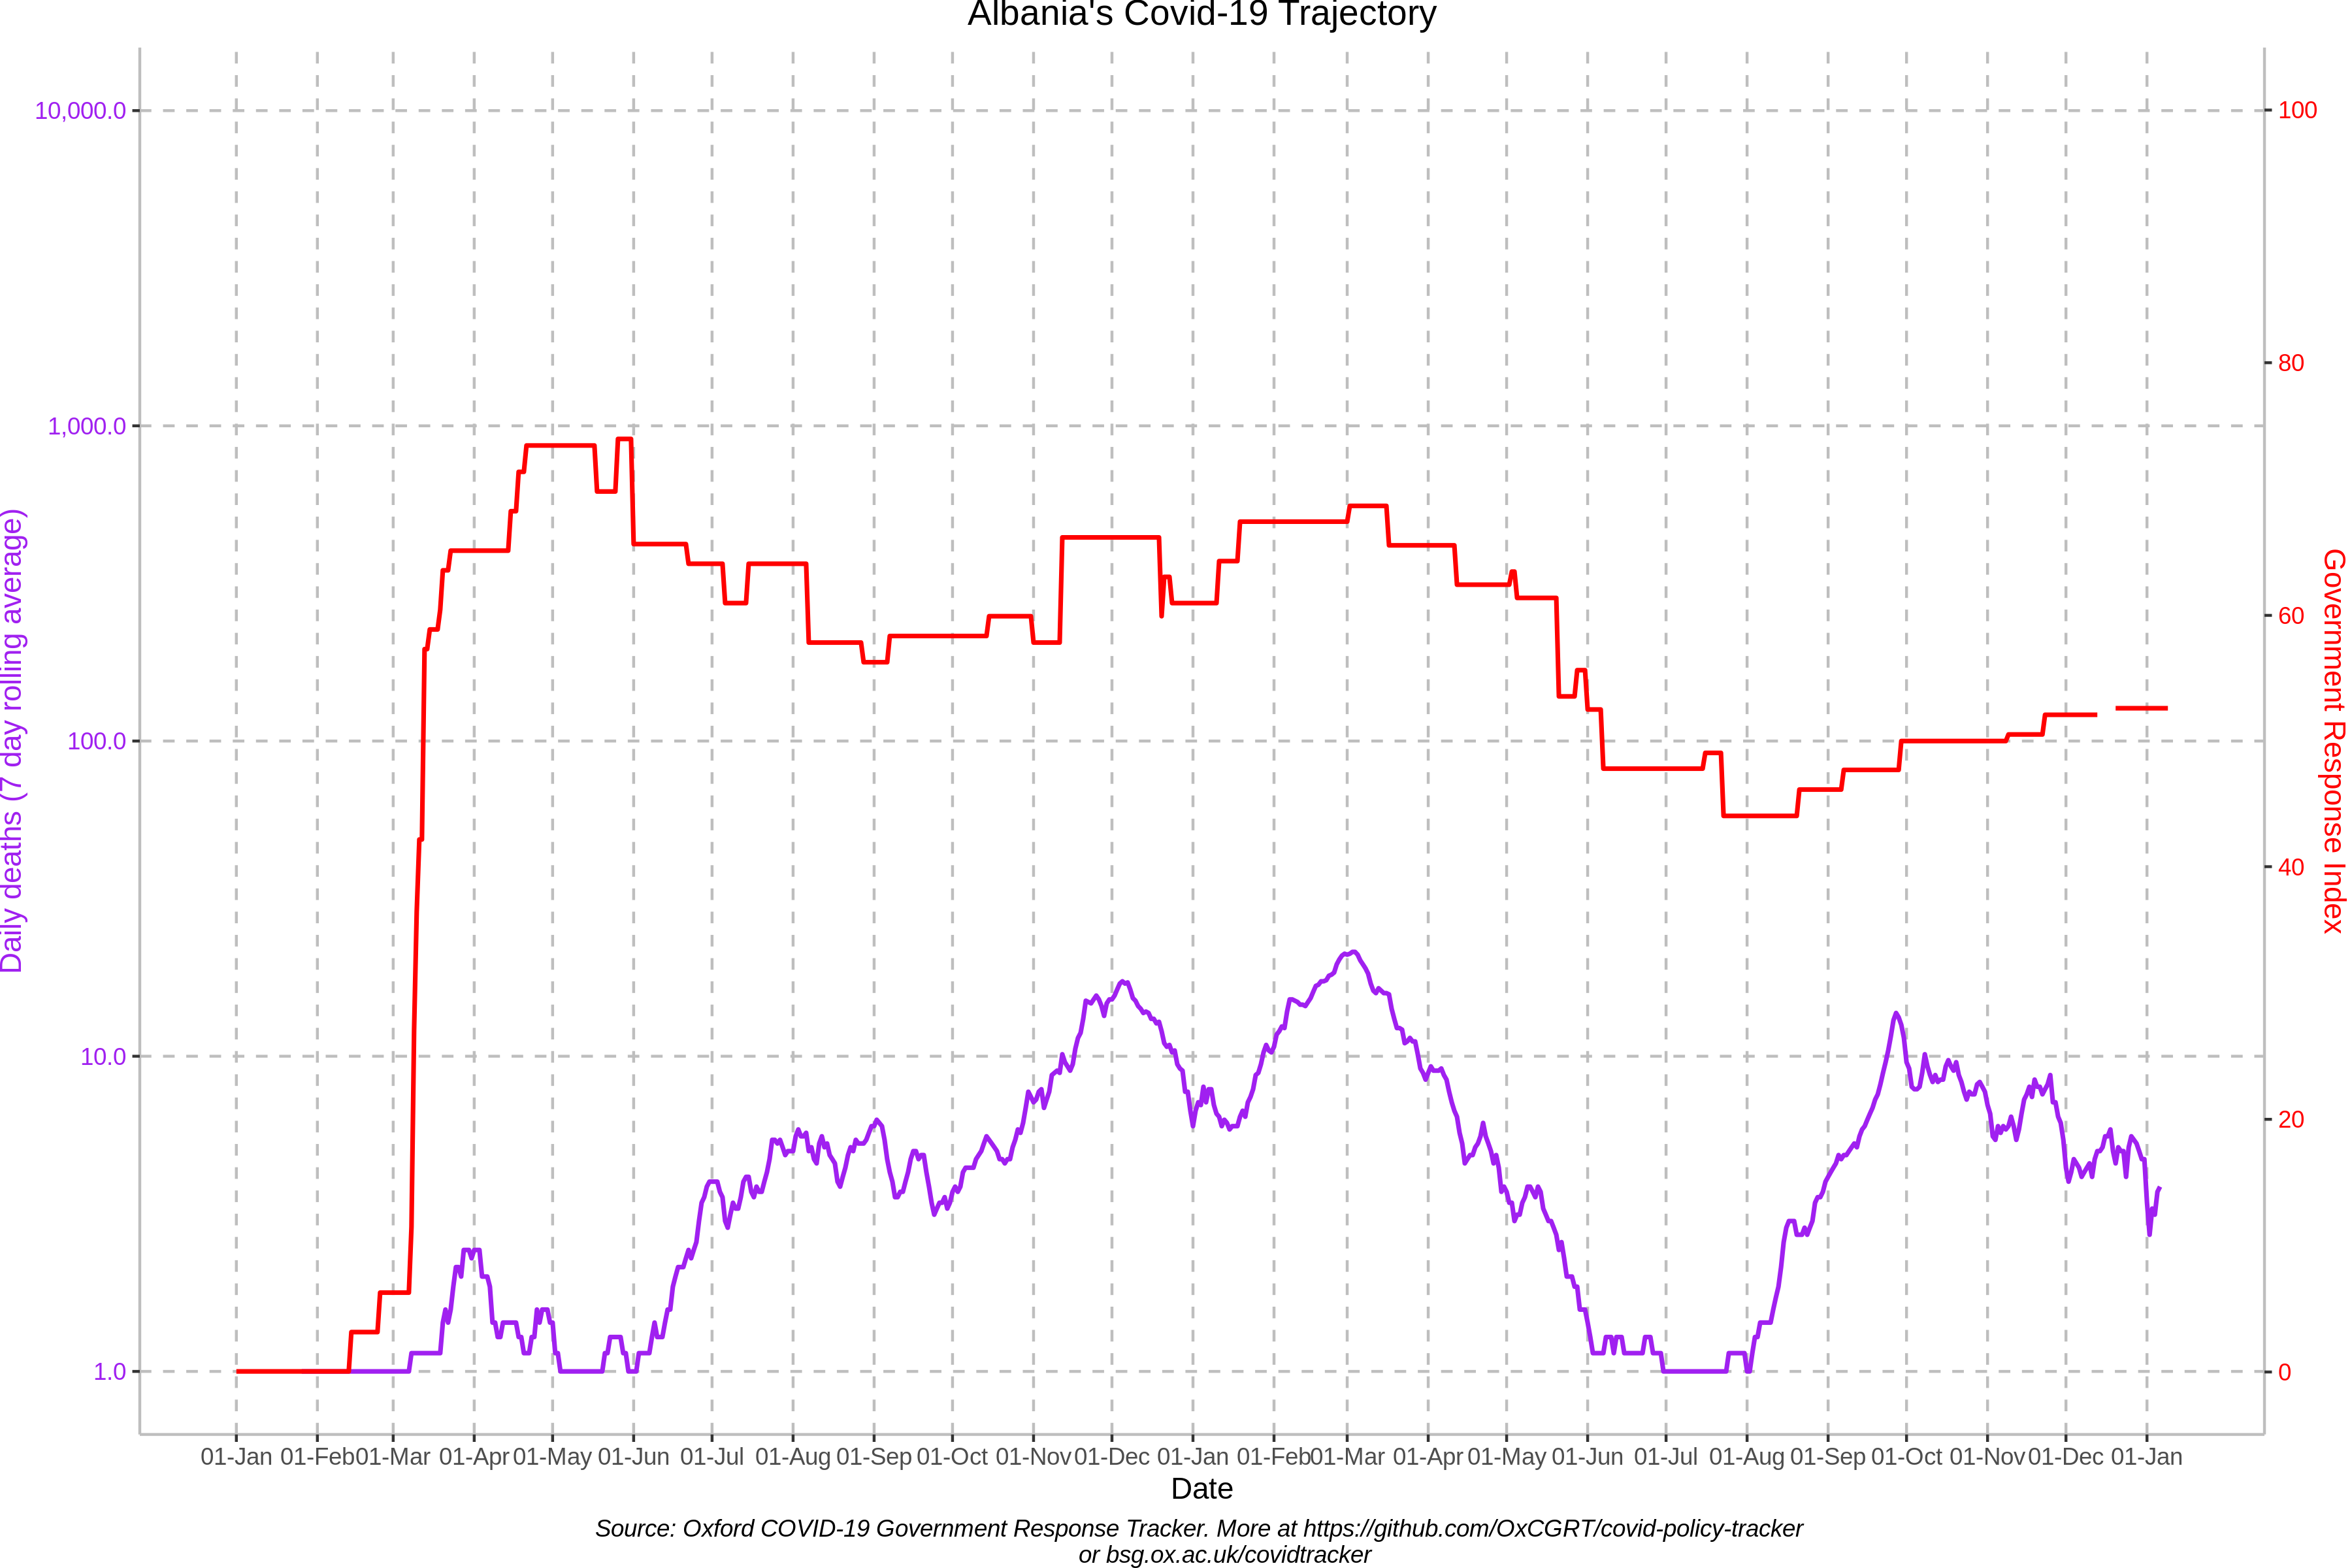 Albania's Covid-19 Trajectory
10,000.0
1,000.0
100.0
10.0
1.0
Daily deaths (7 day rolling average)
100
80
60
40
20
0
Government Response Index
01-Jan 01-Feb 01-Mar 01-Apr 01-May 01-Jun 01-Jul 01-Aug 01-Sep 01-Oct 01-Nov 01-Dec 01-Jan 01-Feb 01-Mar 01-Apr 01-May 01-Jun 01-Jul 01-Aug 01-Sep 01-Oct 01-Nov 01-Dec 01-Jan
Date
Source: Oxford COVID-19 Government Response Tracker. More at https://github.com/OxCGRT/covid-policy-tracker
or bsg.ox.ac.uk/covidtracker